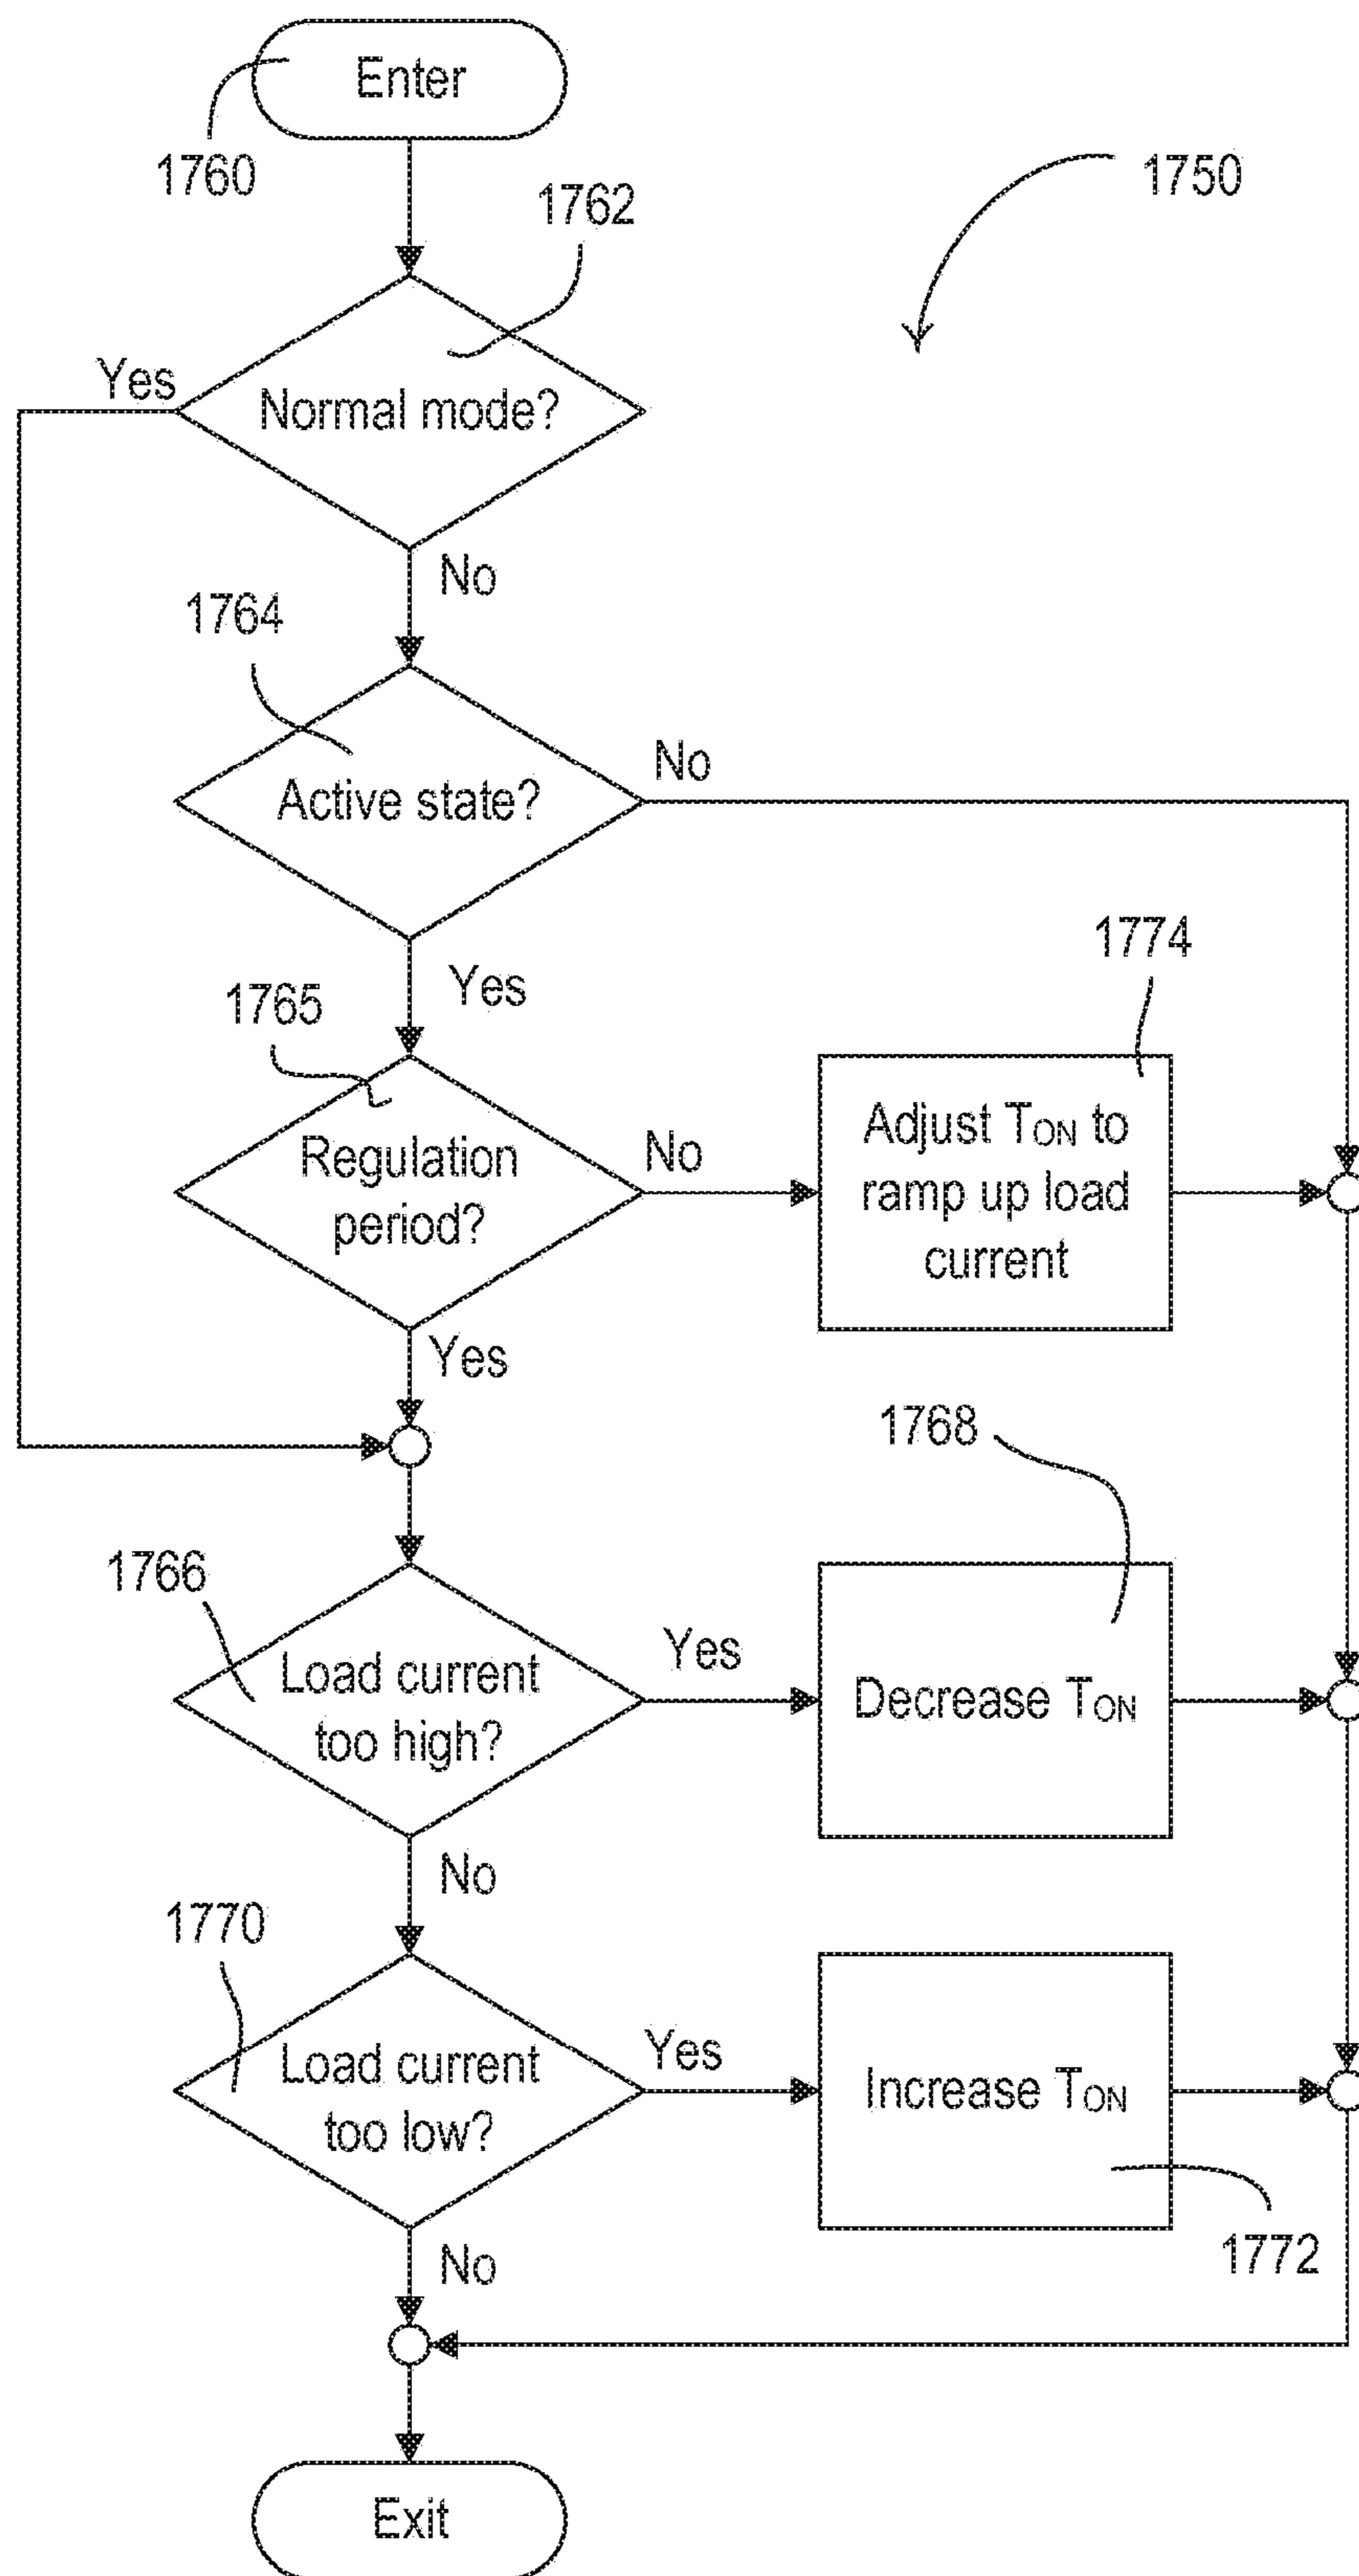 Enter
1760
1750
1762
Yes
Normal mode?
No
1764
No
Active state?
1774
Yes
1765
Adjust TON to
ramp up load
current
Regulation
period?
No
Yes
1768
1766
Yes
Load current
too high?
Decrease TON
No
1770
Yes
Load current
too low?
Increase TON
1772
No
Exit